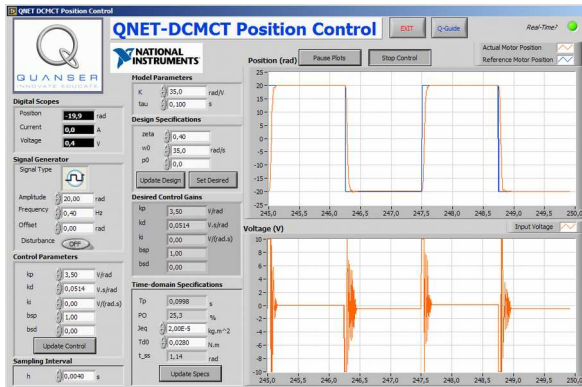 QNET DCMCT Position Control
QNET-DCMCT Position Control
EXIT
Q-Guide
Real-Time?
QUANSER
INNOVATE EDUCATE
NATIONAL
INSTRUMENTS
Digital Scopes
Position -19,9 rad
Current 0,0 A
Voltage 0,4 V
Signal Generator
Signal Type
Amplitude 20,00 rad
Frequency 0,40 Hz
Offset 0,00 rad
Disturbance OFF
Control Parameters
kp 3,50 V/rad
kd 0,0514 V.s/rad
ki 0,00 V/(rad.s)
bsp 1,00
bsd 0,00
Update Control
Sampling Interval
h 0,0040 s
Model Parameters
K 35,0 rad/V
tau 0,100 s
Design Specifications
zeta 0,40
w0 35,0 rad/s
p0 0,0
Update Design Set Desired
Desired Control Gains
kp 3,50 V/rad
kd 0,0514 V.s/rad
ki 0,00 V/(rad.s)
bsp 1,00
bsd 0,00
Time-domain Specifications
Tp 0,0998 s
PO 25,3 %
Jeq 2,00E-5 kg.m^2
Td0 0,0280 N.m
t_ss 1,14 rad
Update Specs
Position (rad)
Pause Plots
Stop Control
Actual Motor Position
Reference Motor Position
25
20
15
10
5
0
-5
-10
-15
-20
-25
245,0 245,5 246,0 246,5 247,0 247,5 248,0 248,5 249,0 249,5
Voltage (V)
Input Voltage
10
8
6
4
2
0
-2
-4
-6
-8
-10
245,0 245,5 246,0 246,5 247,0 247,5 248,0 248,5 249,0 249,5